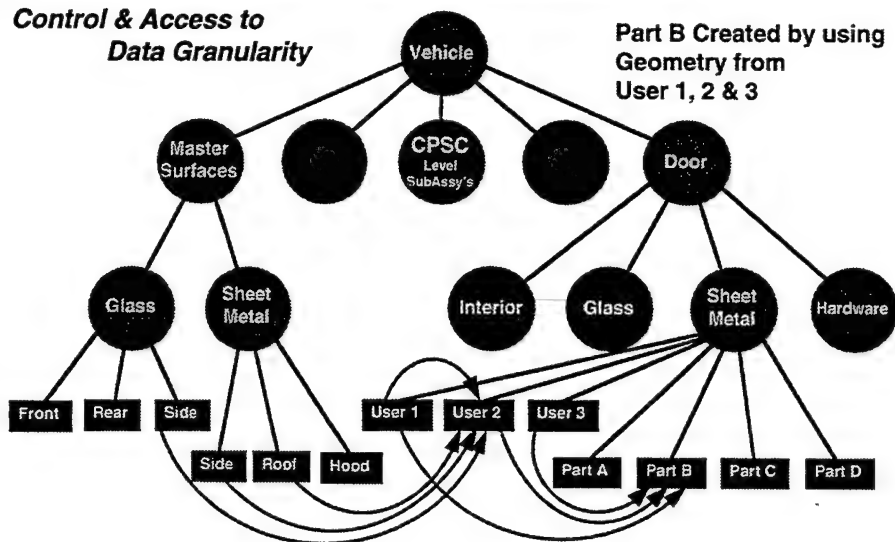 Control & Access to
Data Granularity
Part B Created by using
Geometry from
User 1, 2 & 3
Vehicle
Master
Surfaces
CPSC
Level
SubAssy's
Door
Glass
Sheet
Metal
Interior
Glass
Sheet
Metal
Hardware
Front
Rear
Side
User 1
User 2
User 3
Side
Roof
Hood
Part A
Part B
Part C
Part D